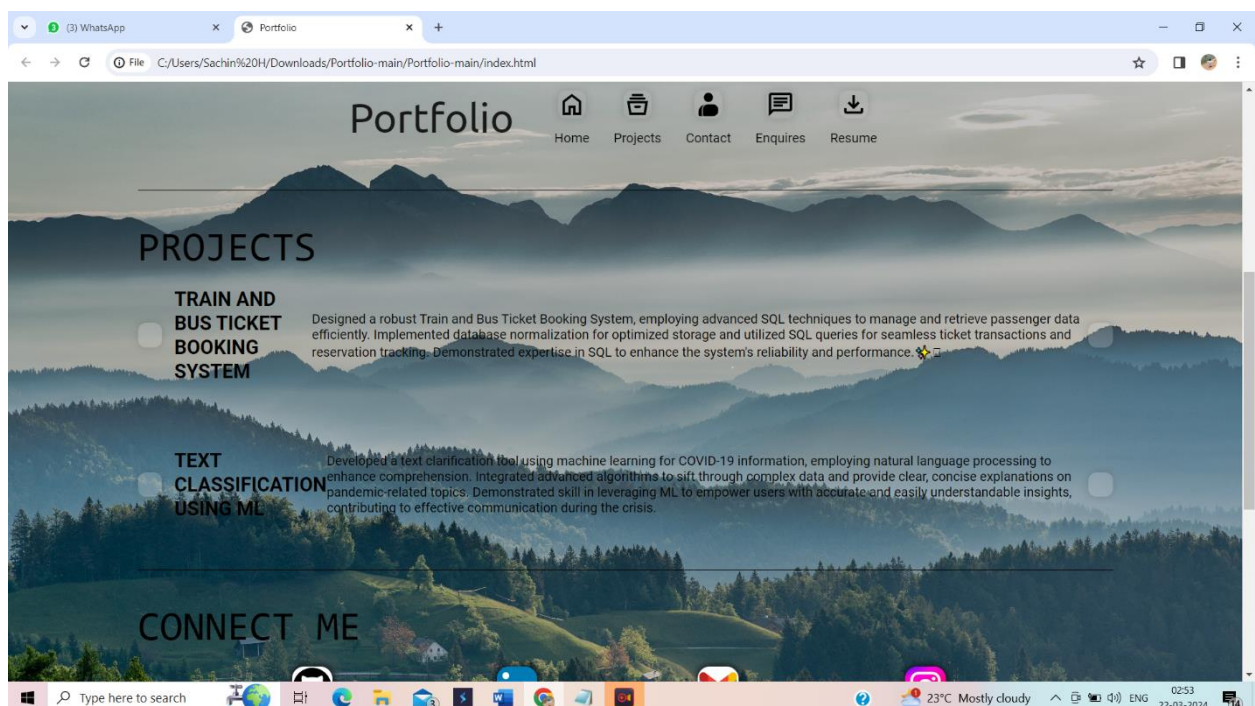 (3) WhatsApp
Portfolio
File C:/Users/Sachin%20H/Downloads/Portfolio-main/Portfolio-main/index.html
Portfolio
Home Projects Contact Enquires Resume
PROJECTS
TRAIN AND
BUS TICKET
BOOKING
SYSTEM
Designed a robust Train and Bus Ticket Booking System, employing advanced SQL techniques to manage and retrieve passenger data
efficiently. Implemented database normalization for optimized storage and utilized SQL queries for seamless ticket transactions and
reservation tracking. Demonstrated expertise in SQL to enhance the system's reliability and performance.✨
TEXT
CLASSIFICATION
USING ML
Developed a text clarification tool using machine learning for COVID-19 information, employing natural language processing to
enhance comprehension. Integrated advanced algorithms to sift through complex data and provide clear, concise explanations on
pandemic-related topics. Demonstrated skill in leveraging ML to empower users with accurate and easily understandable insights,
contributing to effective communication during the crisis.
CONNECT ME
Type here to search
23°C Mostly cloudy
ENG
02:53
22-03-2024
14